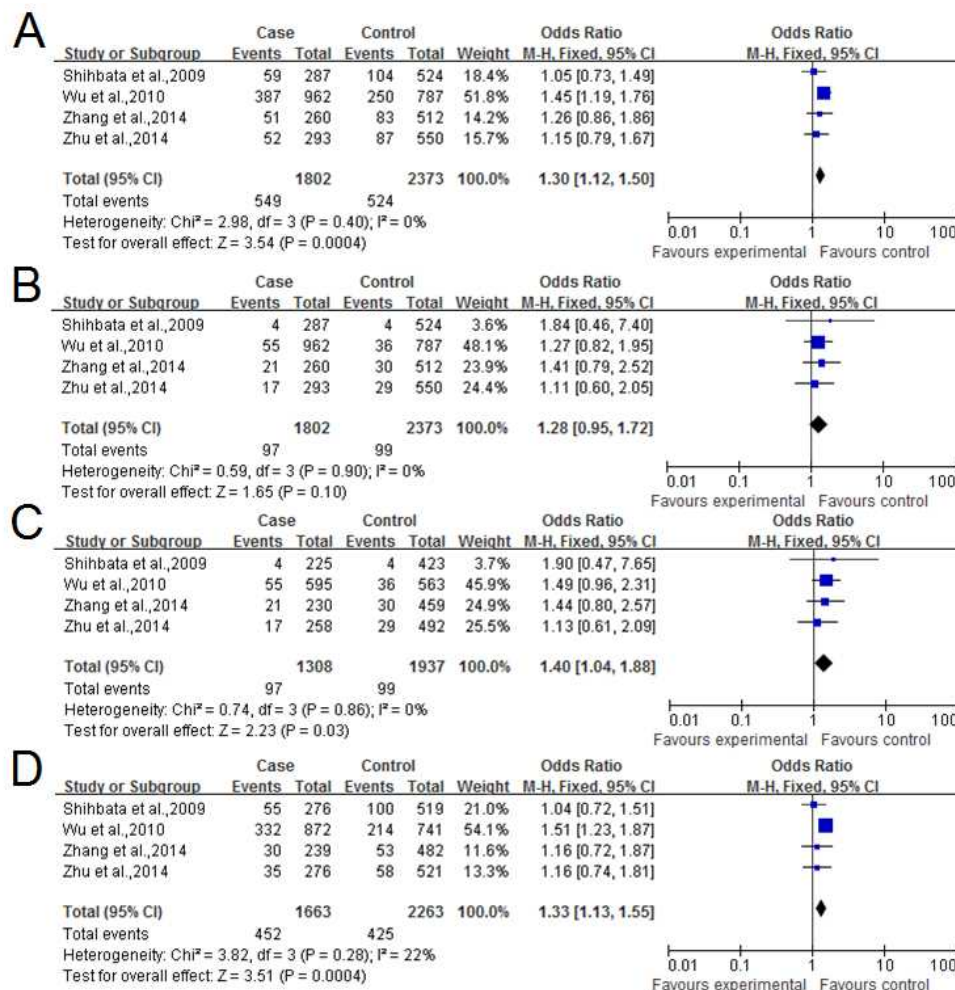 A
Case Control Odds Ratio Odds Ratio
Study or Subgroup Events Total Events Total Weight M-H, Fixed, 95% CI M-H, Fixed, 95% CI
Shihbata et al.,2009 59 287 104 524 18.4% 1.05 [0.73, 1.49]
Wu et al.,2010 387 962 250 787 51.8% 1.45 [1.19, 1.76]
Zhang et al.,2014 51 260 83 512 14.2% 1.26 [0.86, 1.86]
Zhu et al.,2014 52 293 87 550 15.7% 1.15 [0.79, 1.67]
Total (95% CI) 1802 2373 100.0% 1.30 [1.12, 1.50]
Total events 549 524
Heterogeneity: Chi² = 2.98, df = 3 (P = 0.40); I² = 0%
Test for overall effect: Z = 3.54 (P = 0.0004)
0.01 0.1 1 10 100
Favours experimental Favours control
B
Case Control Odds Ratio Odds Ratio
Study or Subgroup Events Total Events Total Weight M-H, Fixed, 95% CI M-H, Fixed, 95% CI
Shihbata et al.,2009 4 287 4 524 3.6% 1.84 [0.46, 7.40]
Wu et al.,2010 55 962 36 787 48.1% 1.27 [0.82, 1.95]
Zhang et al.,2014 21 260 30 512 23.9% 1.41 [0.79, 2.52]
Zhu et al.,2014 17 293 29 550 24.4% 1.11 [0.60, 2.05]
Total (95% CI) 1802 2373 100.0% 1.28 [0.95, 1.72]
Total events 97 99
Heterogeneity: Chi² = 0.59, df = 3 (P = 0.90); I² = 0%
Test for overall effect: Z = 1.65 (P = 0.10)
0.01 0.1 1 10 100
Favours experimental Favours control
C
Case Control Odds Ratio Odds Ratio
Study or Subgroup Events Total Events Total Weight M-H, Fixed, 95% CI M-H, Fixed, 95% CI
Shihbata et al.,2009 4 225 4 423 3.7% 1.90 [0.47, 7.65]
Wu et al.,2010 55 595 36 563 45.9% 1.49 [0.96, 2.31]
Zhang et al.,2014 21 230 30 459 24.9% 1.44 [0.80, 2.57]
Zhu et al.,2014 17 258 29 492 25.5% 1.13 [0.61, 2.09]
Total (95% CI) 1308 1937 100.0% 1.40 [1.04, 1.88]
Total events 97 99
Heterogeneity: Chi² = 0.74, df = 3 (P = 0.86); I² = 0%
Test for overall effect: Z = 2.23 (P = 0.03)
0.01 0.1 1 10 100
Favours experimental Favours control
D
Case Control Odds Ratio Odds Ratio
Study or Subgroup Events Total Events Total Weight M-H, Fixed, 95% CI M-H, Fixed, 95% CI
Shihbata et al.,2009 55 276 100 519 21.0% 1.04 [0.72, 1.51]
Wu et al.,2010 332 872 214 741 54.1% 1.51 [1.23, 1.87]
Zhang et al.,2014 30 239 53 482 11.6% 1.16 [0.72, 1.87]
Zhu et al.,2014 35 276 58 521 13.3% 1.16 [0.74, 1.81]
Total (95% CI) 1663 2263 100.0% 1.33 [1.13, 1.55]
Total events 452 425
Heterogeneity: Chi² = 3.82, df = 3 (P = 0.28); I² = 22%
Test for overall effect: Z = 3.51 (P = 0.0004)
0.01 0.1 1 10 100
Favours experimental Favours control